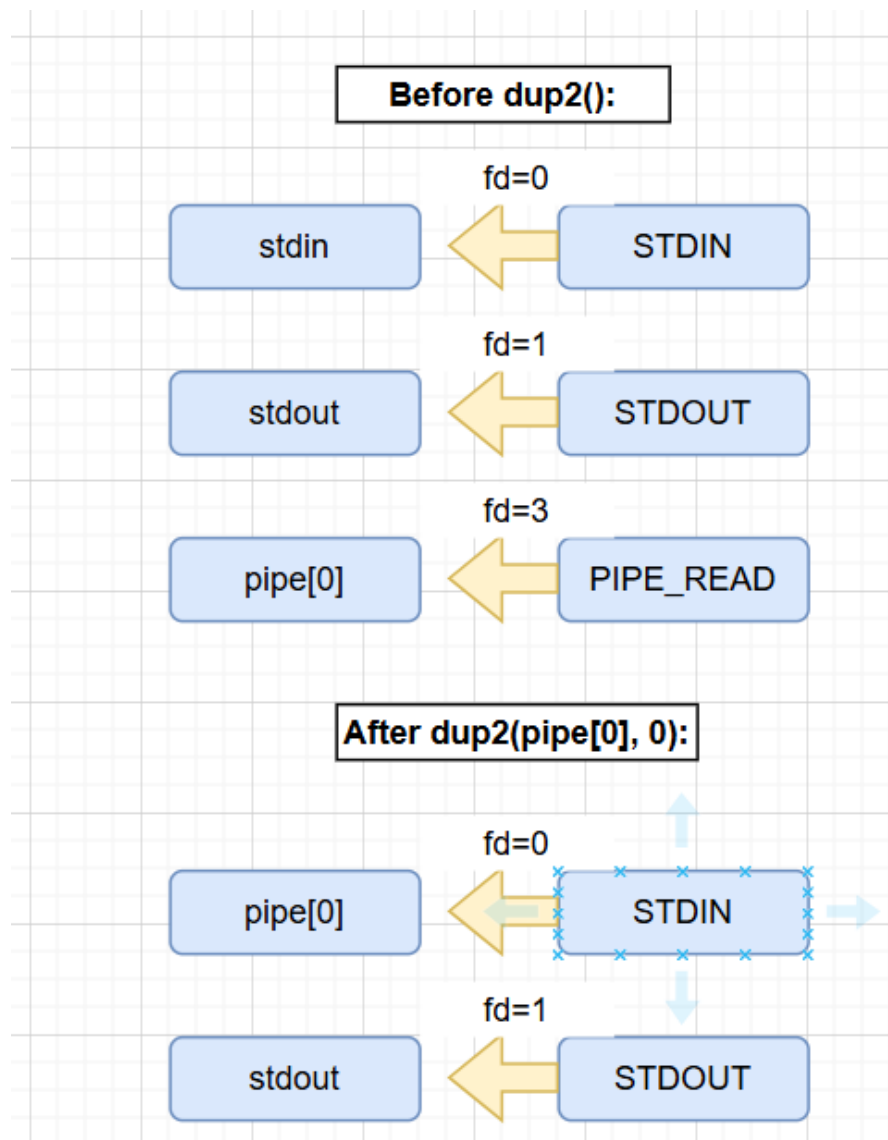 Before dup2():
fd=0
stdin STDIN
fd=1
stdout STDOUT
fd=3
pipe[0] PIPE_READ
After dup2(pipe[0], 0):
fd=0
pipe[0] STDIN
fd=1
stdout STDOUT